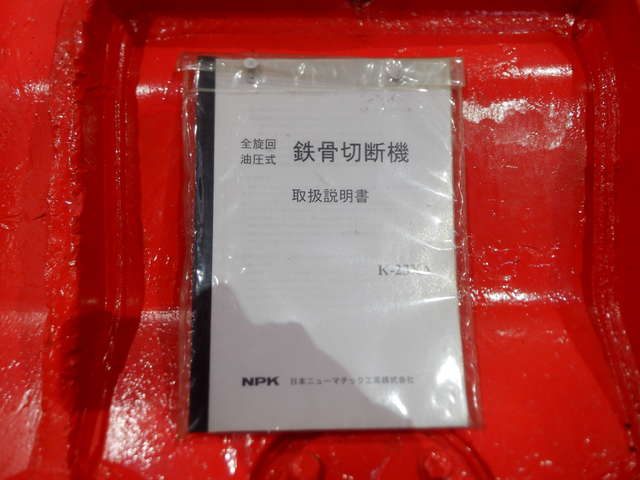 全旋回
油圧式
鉄骨切断機
取扱説明書
NPK 日本ニューマチック工業株式会社